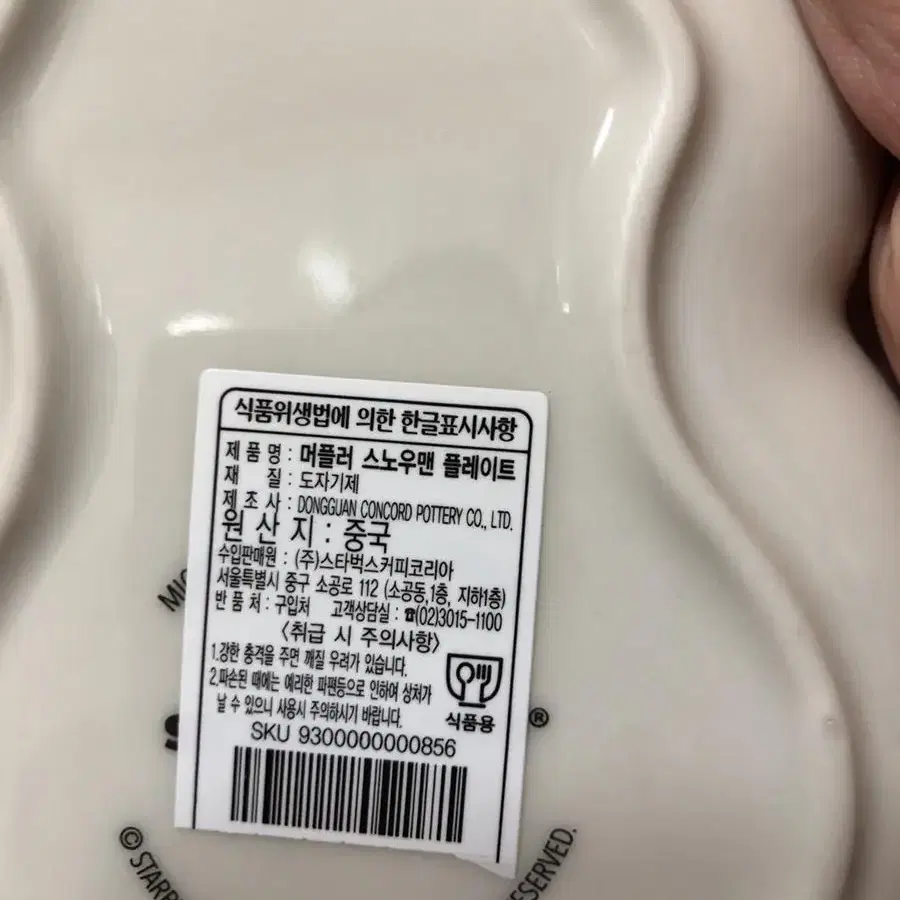 식품위생법에 의한 한글표시사항
제 품 명 : 머플러 스노우맨 플레이트
재 질 : 도자기제
제 조 사 : DONGGUAN CONCORD POTTERY CO., LTD.
원 산 지 : 중국
수입판매원 : (주)스타벅스커피코리아
서울특별시 중구 소공로 112 (소공동,1층, 지하1층)
반 품 처 : 구입처 고객상담실 : ☎(02)3015-1100
<취급 시 주의사항>
1.강한 충격을 주면 깨질 우려가 있습니다.
2.파손된 때에는 예리한 파편등으로 인하여 상처가
날 수 있으니 사용시 주의하시기 바랍니다.
식품용
SKU 9300000000856
®
©